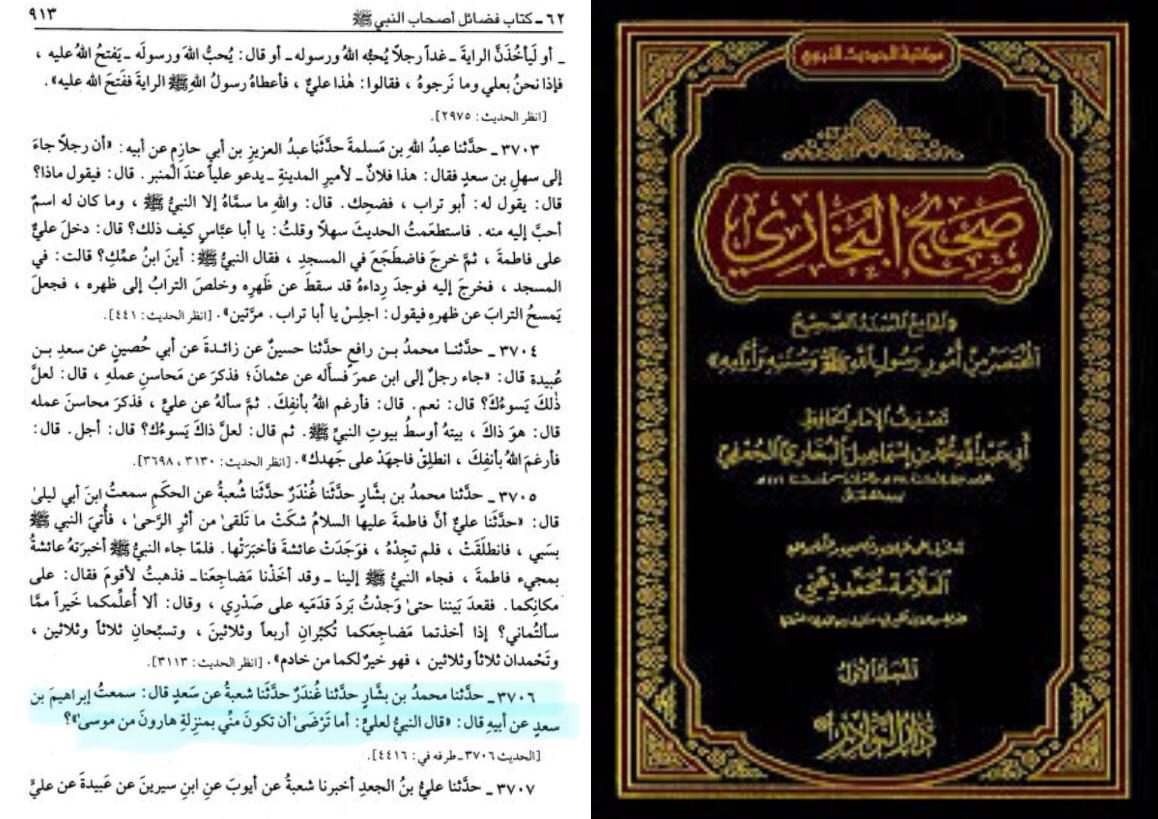 ٦٢ ـ كتاب فضائل أصحاب النبي ﷺ
٩١٣
ـ أو لَيأخُذَنَّ الرايةَ ـ غداً رجلاً يُحبُّه اللهُ ورسوله ـ أو قال: يُحبُّ اللهَ ورسولَه ـ يَفتحُ اللهُ عليه ،
فإذا نحنُ بعلي وما نَرجوهُ ، فقالوا: هٰذا عليٌّ ، فأعطاهُ رسولُ اللهِ ﷺ الرايةَ ففتَحَ الله عليه».
[انظر الحديث: ٢٩٧٥].
٣٧٠٣ ـ حدَّثنا عبدُ اللهِ بن مَسلمةَ حدَّثنا عبدُ العزيزِ بن أبي حازِمٍ عن أبيه: «أن رجلاً جاءَ
إلى سهلِ بن سعدٍ فقال: هذا فلانٌ ـ لأميرِ المدينةِ ـ يدعو علياً عندَ المنبر. قال: فيقول ماذا؟
قال: يقول له: أبو تراب ، فضحِك. قال: واللهِ ما سمَّاهُ إلا النبيُّ ﷺ ، وما كان له اسمٌ
أحبَّ إليه منه. فاستطعَمتُ الحديثَ سهلاً وقلتُ: يا أبا عبَّاسٍ كيف ذلك؟ قال: دخلَ عليٌّ
على فاطمةَ ، ثمَّ خرجَ فاضطَجَعَ في المسجدِ ، فقال النبيُّ ﷺ: أينَ ابنُ عمِّكِ؟ قالت: في
المسجد ، فخرجَ إليه فوجدَ رِداءهُ قد سقطَ عن ظَهرِه وخلصَ الترابُ إلى ظهره ، فجعلَ
يَمسحُ الترابَ عن ظهرِه فيقول: اجلِسْ يا أبا تراب. مرَّتين». [انظر الحديث: ٤٤١].
٣٧٠٤ ـ حدَّثنا محمدُ بن رافعٍ حدَّثنا حسينٌ عن زائدةَ عن أبي حُصينٍ عن سعدِ بن
عُبيدة قال: «جاء رجلٌ إلى ابن عمرَ فسأله عن عثمانَ؛ فذكرَ عن مَحاسنِ عملهِ ، قال: لعلَّ
ذٰلكَ يَسوءُكَ؟ قال: نعم. قال: فأرغم اللهُ بأنفِكَ. ثمَّ سألهُ عن عليٍّ ، فذكرَ محاسنَ عمله
قال: هوَ ذاكَ ، بيتهُ أوسطُ بيوتِ النبيِّ ﷺ. ثم قال: لعلَّ ذاكَ يَسوءُك؟ قال: أجل. قال:
فأرغمَ اللهُ بأنفِكَ ، انطلِقْ فاجهَدْ على جَهدك». [انظر الحديث: ٣١٣٠ ، ٣٦٩٨].
٣٧٠٥ ـ حدَّثنا محمدُ بن بشَّارٍ حدَّثَنا غُندَرٌ حدَّثَنا شُعبةُ عن الحكَمِ سمعتُ ابنَ أبي ليلىٰ
قال: «حدَّثَنا عليٌّ أنَّ فاطمةَ عليها السلامُ شكَتْ ما تَلقىٰ من أثرِ الرَّحىٰ ، فأُتيَ النبي ﷺ
بسَبي ، فانطلَقَتْ ، فلم تجِدْهُ ، فوَجَدَتْ عائشةَ فأخبَرَتْها. فلمّا جاء النبيُّ ﷺ أخبرَتهُ عائشةُ
بمجيء فاطمةَ ، فجاء النبيُّ ﷺ إلينا ـ وقد أخَذْنا مَضاجِعَنا ـ فذهبتُ لأقومَ فقال: على
مكانِكما. فقعدَ بَيننا حتىٰ وَجدْتُ بَردَ قدَمَيه على صَدْرِي ، وقال: ألا أُعلِّمكما خَيراً ممَّا
سألتُماني؟ إذا أخذتما مَضاجعَكما تُكبِّرانِ أربعاً وثلاثينَ ، وتسبِّحانِ ثلاثاً وثلاثين ،
وتَحْمدان ثلاثاً وثلاثين ، فهو خيرٌ لكما من خادم». [انظر الحديث: ٣١١٣].
٣٧٠٦ ـ حدَّثنا محمدُ بن بشَّارٍ حدَّثنا غُندَرٌ حدَّثنا شعبةُ عن سَعدٍ قال: سمعتُ إبراهيمَ بن
سعدٍ عن أبيهِ قال: «قال النبيُّ لعليّ: أما تَرْضَىٰ أن تكونَ منِّي بمنزِلةِ هارونَ من موسىٰ»؟
[الحديث ٣٧٠٦ ـ طرفه في: ٤٤١٦].
٣٧٠٧ ـ حدَّثنا عليُّ بنُ الجعدِ أخبرنا شعبةُ عن أيوبَ عنِ ابنِ سيرينَ عن عَبيدةَ عن عليٍّ
مكتبة الحديث النبوي
صَحِيحُ البُخَارِي
الجامع المسند الصحيح
المختصر من أمور رسول الله ﷺ وسننه وأيامه
تصنيف الإمام الحافظ
أبي عبد الله محمد بن إسماعيل البخاري الجعفي
العلامة محمد ذهني
المجلد الأول
دار النوادر